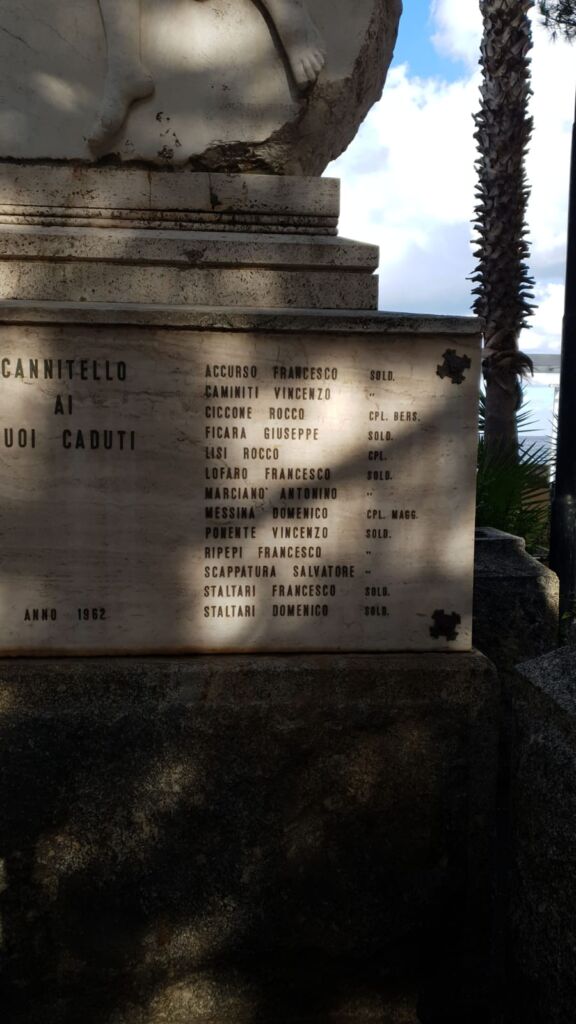 CANNITELLO
AI
UOI CADUTI
ANNO 1962
ACCURSO FRANCESCO SOLD.
CAMINITI VINCENZO "
CICCONE ROCCO CPL. BERS.
FICARA GIUSEPPE SOLD.
LISI ROCCO CPL.
LOFARO FRANCESCO SOLD.
MARCIANO' ANTONINO "
MESSINA DOMENICO CPL. MAGG.
PONENTE VINCENZO SOLD.
RIPEPI FRANCESCO "
SCAPPATURA SALVATORE "
STALTARI FRANCESCO SOLD.
STALTARI DOMENICO SOLD.